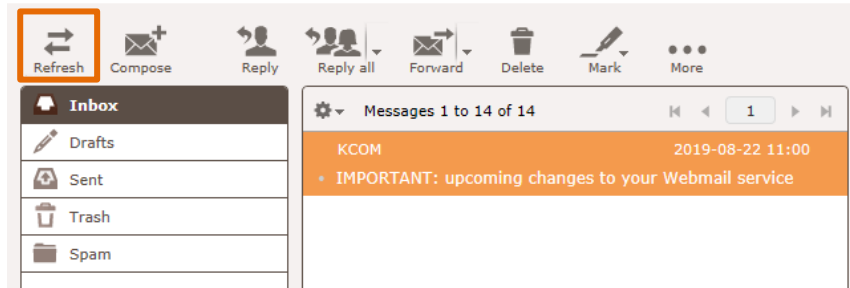 Refresh Compose Reply Reply all Forward Delete Mark More
Inbox
Drafts
Sent
Trash
Spam
Messages 1 to 14 of 14 1
KCOM 2019-08-22 11:00
IMPORTANT: upcoming changes to your Webmail service